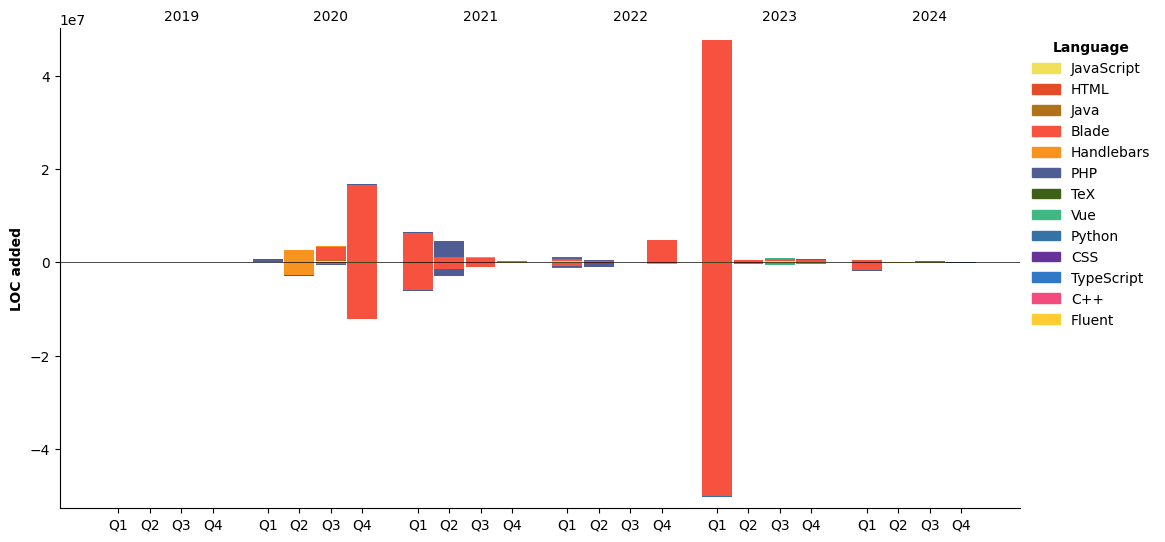 1e7
2019 2020 2021 2022 2023 2024
Language
JavaScript
HTML
Java
Blade
Handlebars
PHP
TeX
Vue
Python
CSS
TypeScript
C++
Fluent
LOC added
4
2
0
−2
−4
Q1 Q2 Q3 Q4 Q1 Q2 Q3 Q4 Q1 Q2 Q3 Q4 Q1 Q2 Q3 Q4 Q1 Q2 Q3 Q4 Q1 Q2 Q3 Q4